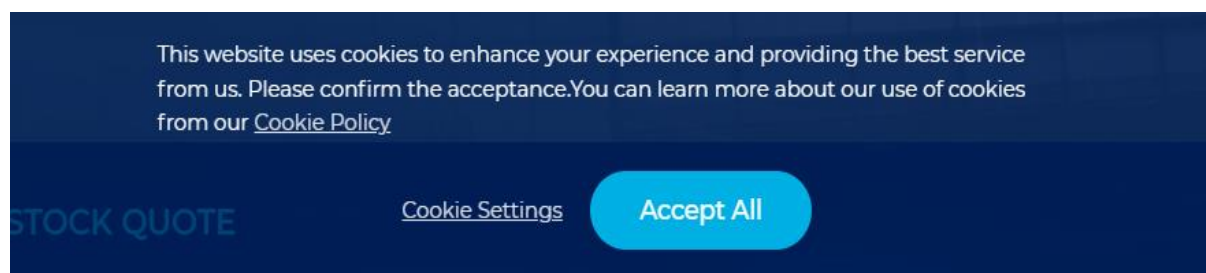 This website uses cookies to enhance your experience and providing the best service
from us. Please confirm the acceptance.You can learn more about our use of cookies
from our Cookie Policy
Cookie Settings
Accept All
STOCK QUOTE